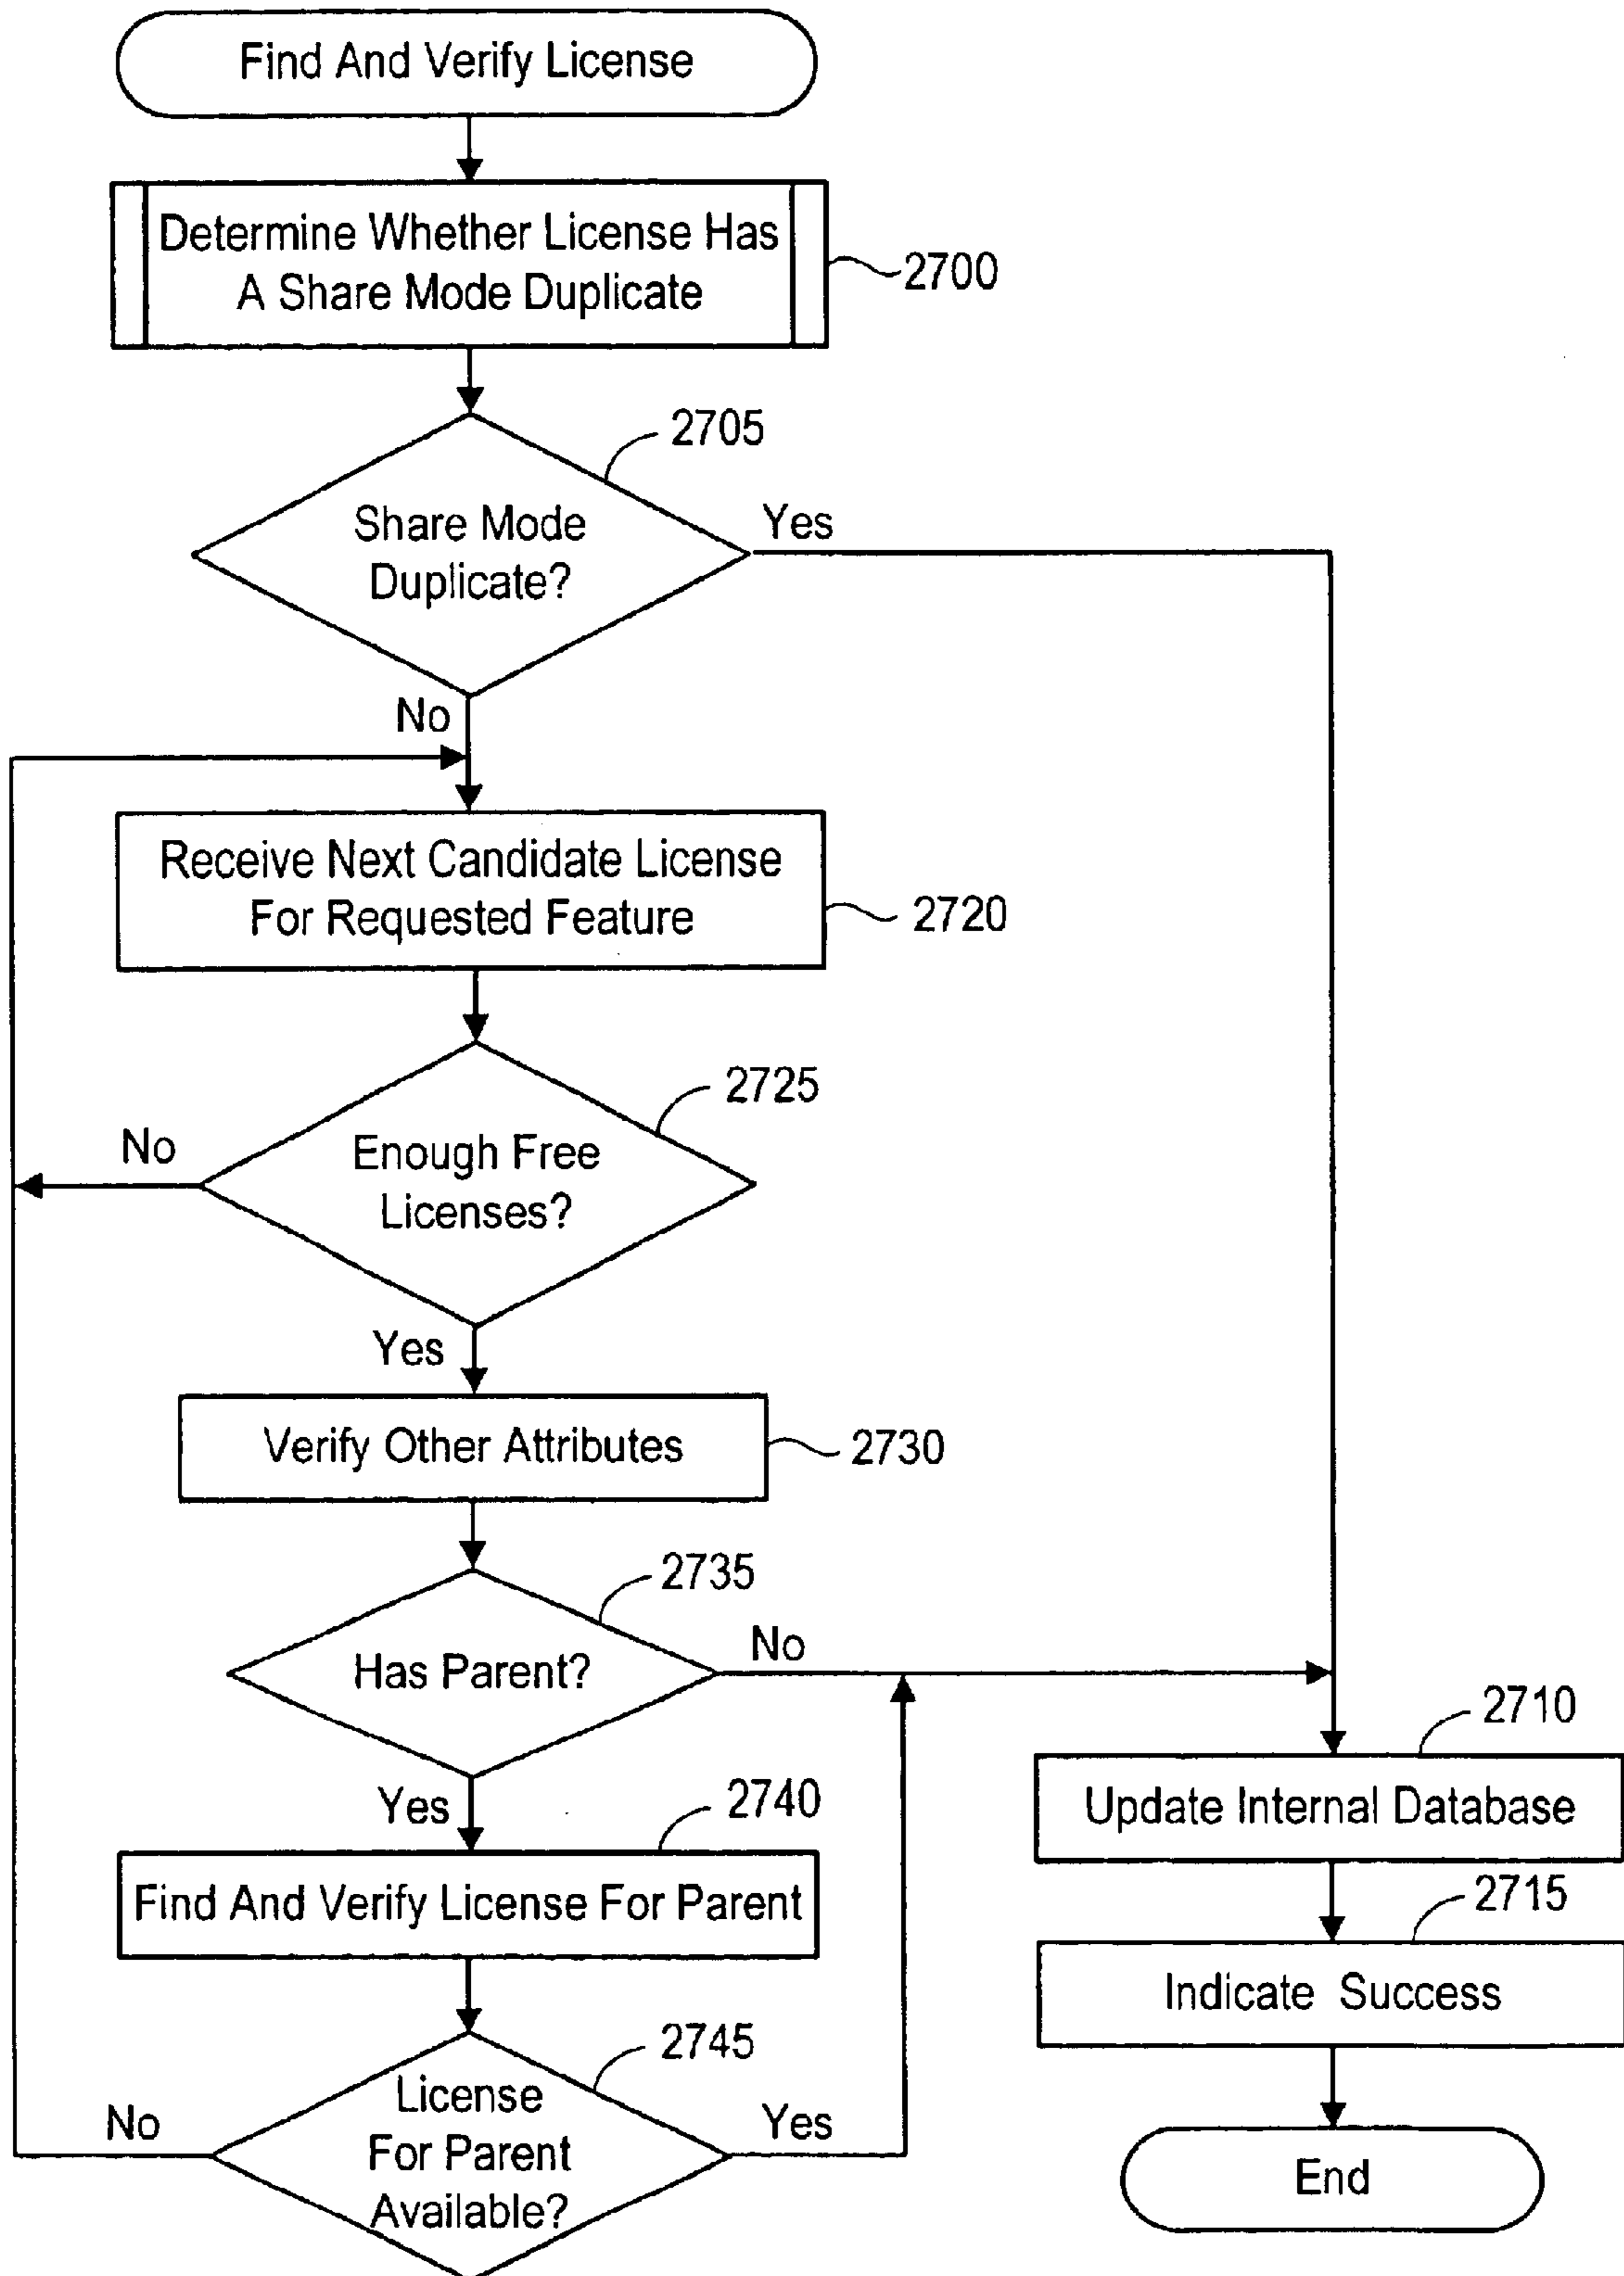 Find And Verify License
Determine Whether License Has
A Share Mode Duplicate
2700
2705
Share Mode
Duplicate?
Yes
No
Receive Next Candidate License
For Requested Feature
2720
2725
Enough Free
Licenses?
No
Yes
Verify Other Attributes
2730
2735
Has Parent?
No
Yes
2740
Find And Verify License For Parent
2745
License
For Parent
Available?
No
Yes
2710
Update Internal Database
2715
Indicate Success
End